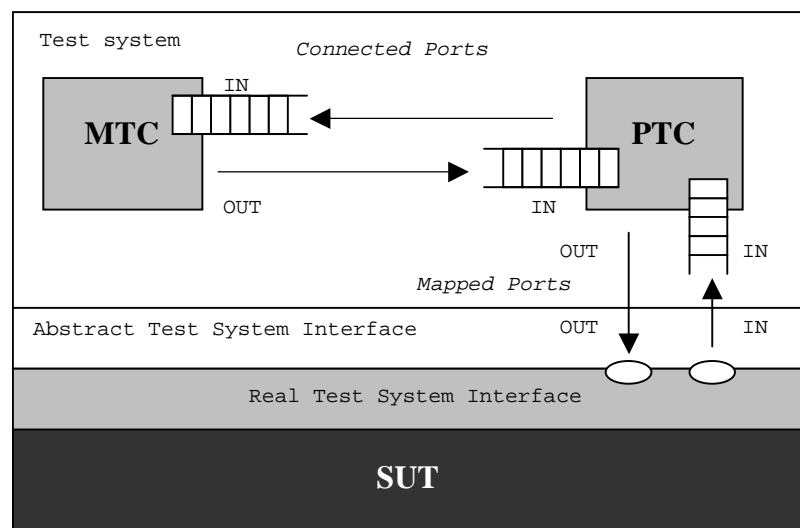 Test system
Connected Ports
IN
MTC
PTC
OUT
IN
OUT
IN
Mapped Ports
Abstract Test System Interface
OUT
IN
Real Test System Interface
SUT